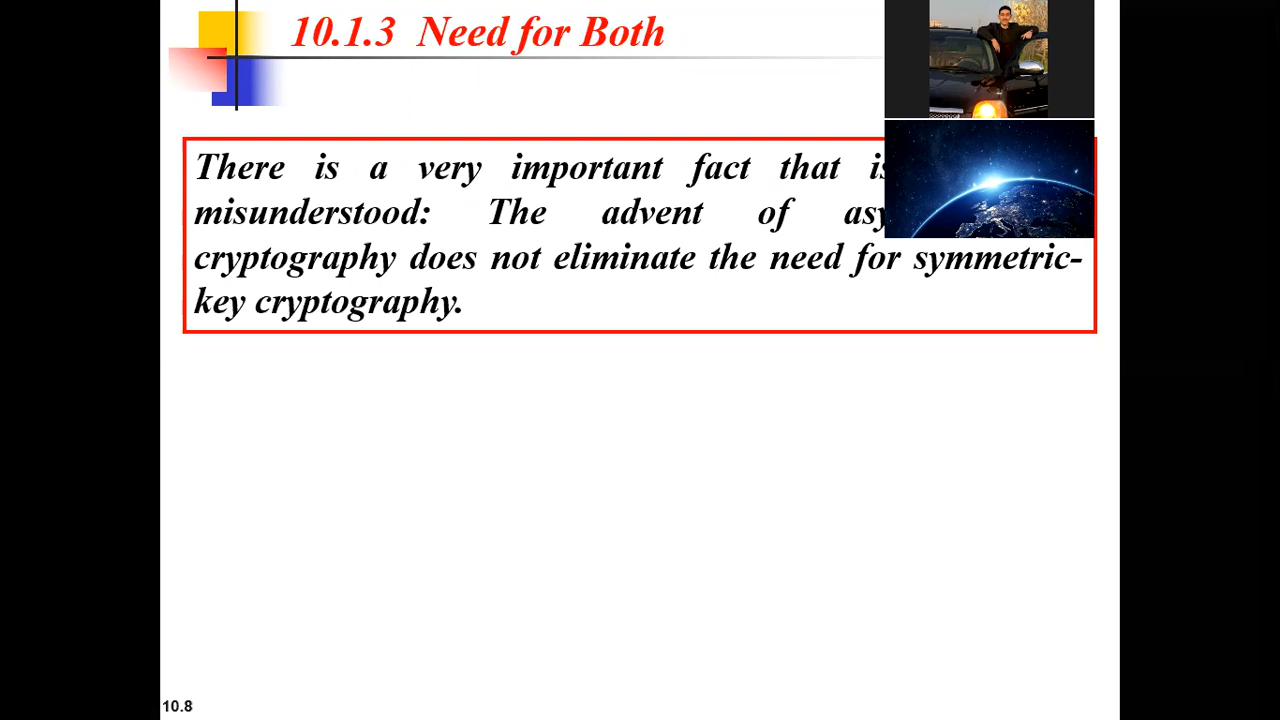 10.1.3 Need for Both
There is a very important fact that is
misunderstood: The advent of
cryptography does not eliminate the need for symmetric-
key cryptography.
10.8